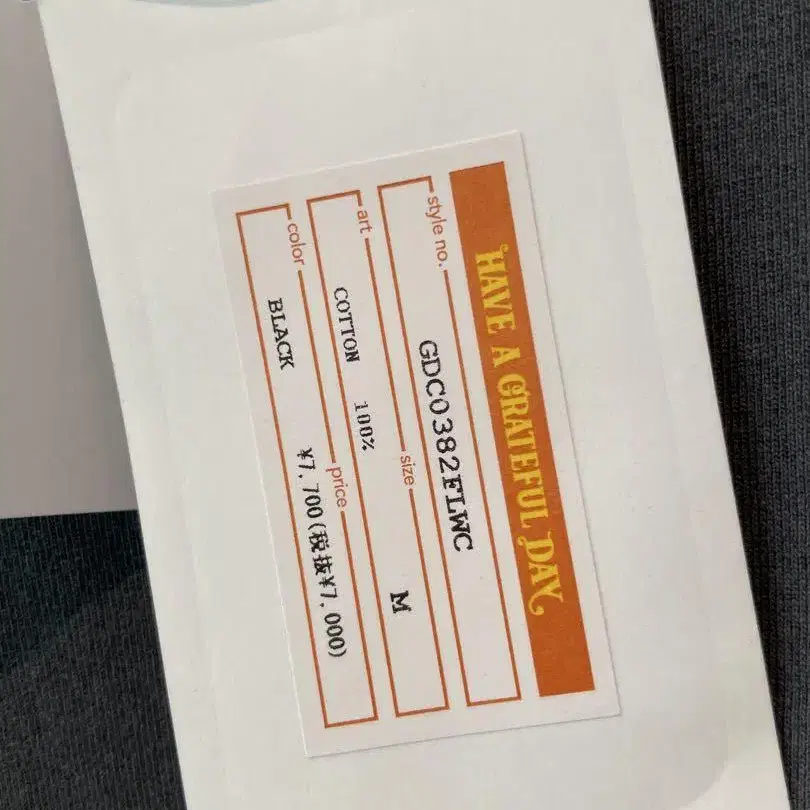 HAVE A GRATEFUL DAY
style no.
GDC0382FLWC
art size
COTTON 100% M
color price
BLACK ¥7,700(税抜¥7,000)